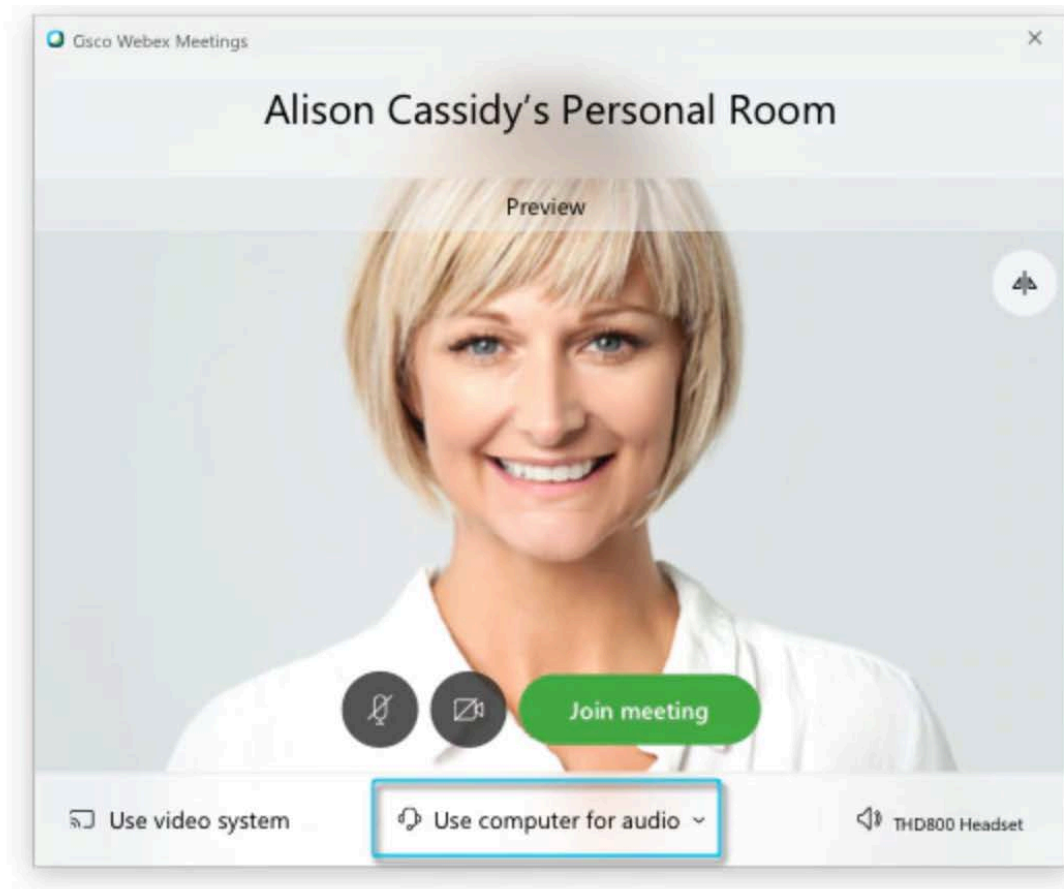 Cisco Webex Meetings
Alison Cassidy's Personal Room
Preview
Join meeting
Use video system
Use computer for audio
THD800 Headset